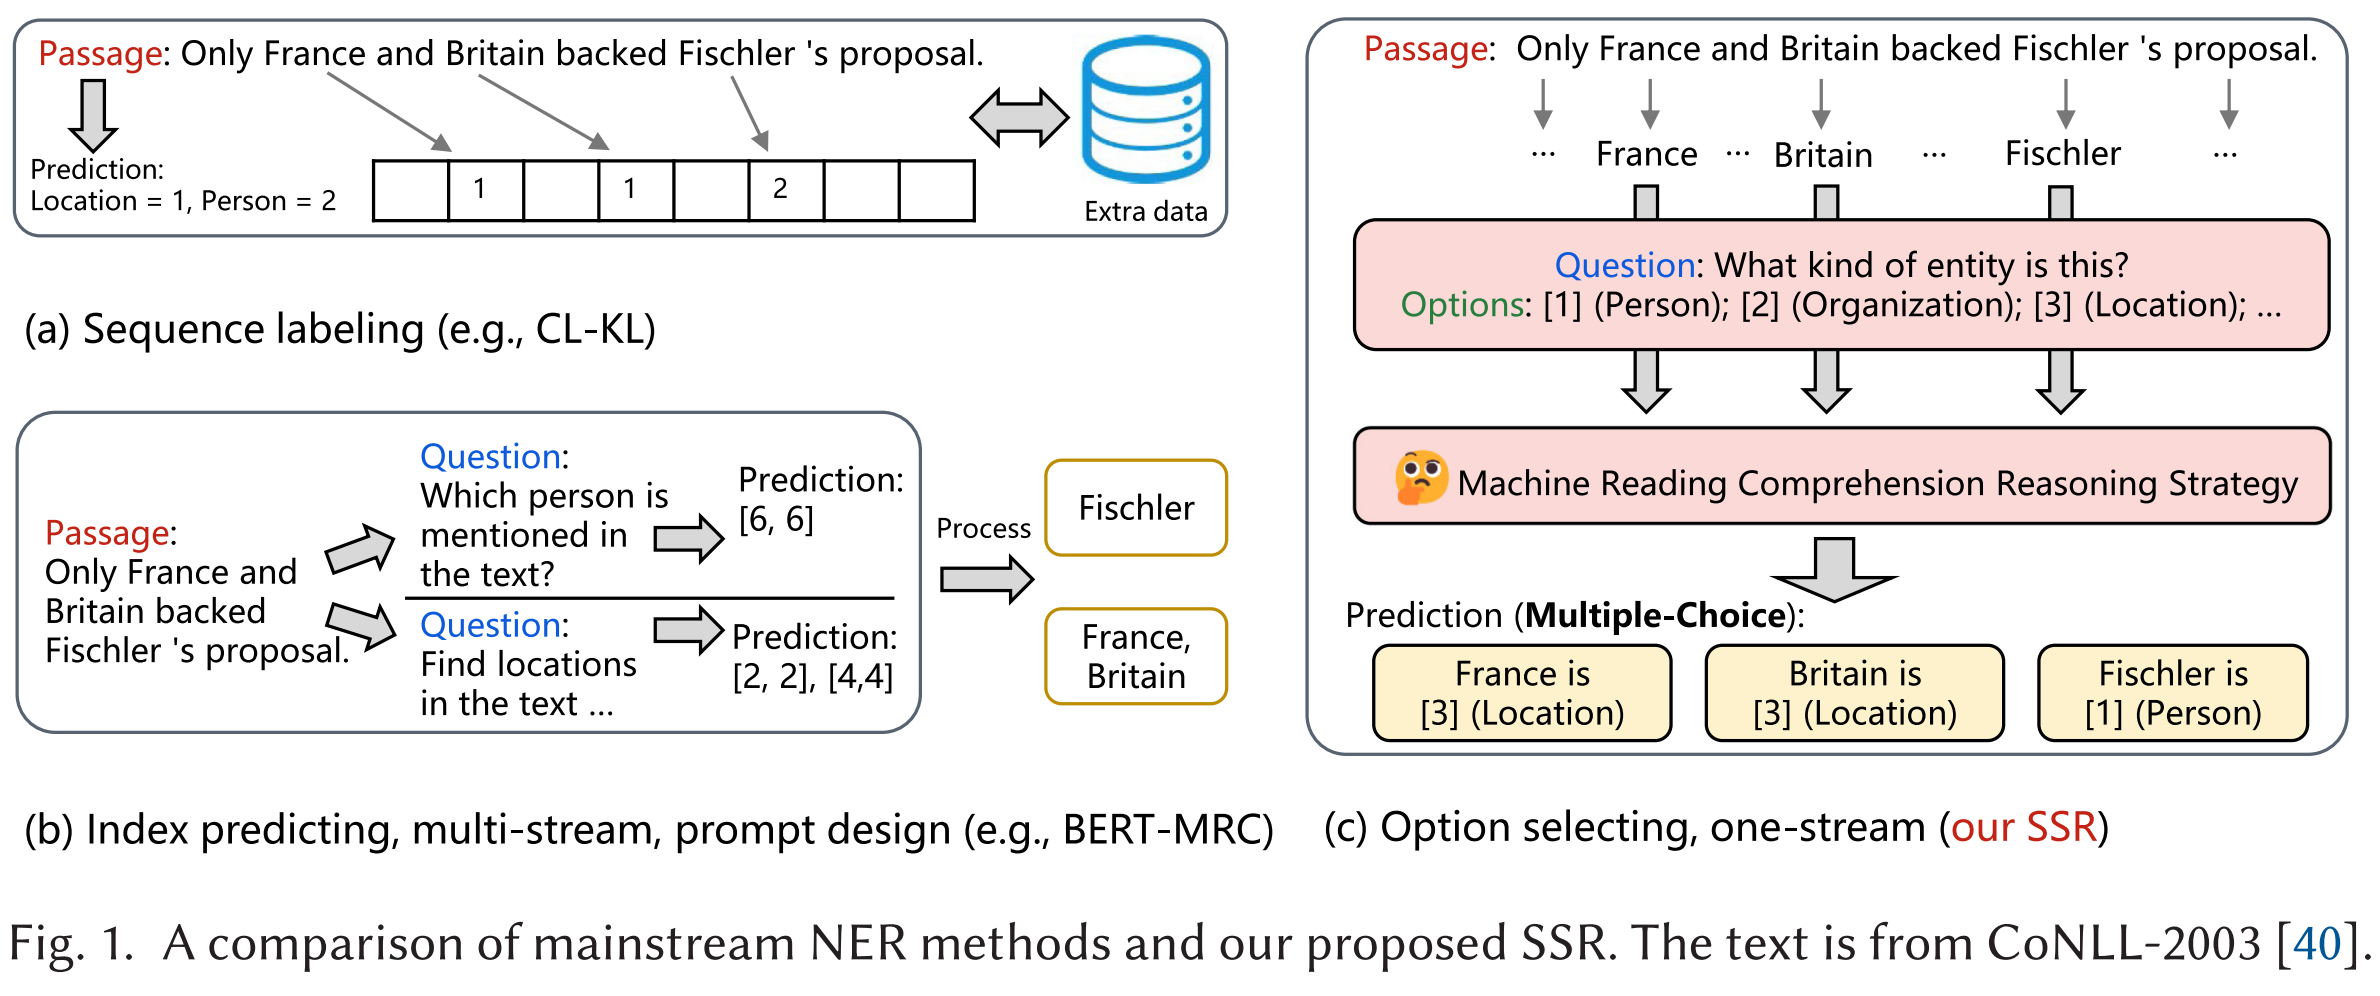 Passage: Only France and Britain backed Fischler 's proposal.
Prediction:
Location = 1, Person = 2
1 1 2
Extra data
(a) Sequence labeling (e.g., CL-KL)
Passage:
Only France and
Britain backed
Fischler 's proposal.
Question:
Which person is
mentioned in
the text?
Prediction:
[6, 6]
Question:
Find locations
in the text ...
Prediction:
[2, 2], [4,4]
Process
Fischler
France,
Britain
(b) Index predicting, multi-stream, prompt design (e.g., BERT-MRC)
Passage: Only France and Britain backed Fischler 's proposal.
... France ... Britain ... Fischler ...
Question: What kind of entity is this?
Options: [1] (Person); [2] (Organization); [3] (Location); ...
Machine Reading Comprehension Reasoning Strategy
Prediction (Multiple-Choice):
France is
[3] (Location)
Britain is
[3] (Location)
Fischler is
[1] (Person)
(c) Option selecting, one-stream (our SSR)
Fig. 1. A comparison of mainstream NER methods and our proposed SSR. The text is from CoNLL-2003 [40].